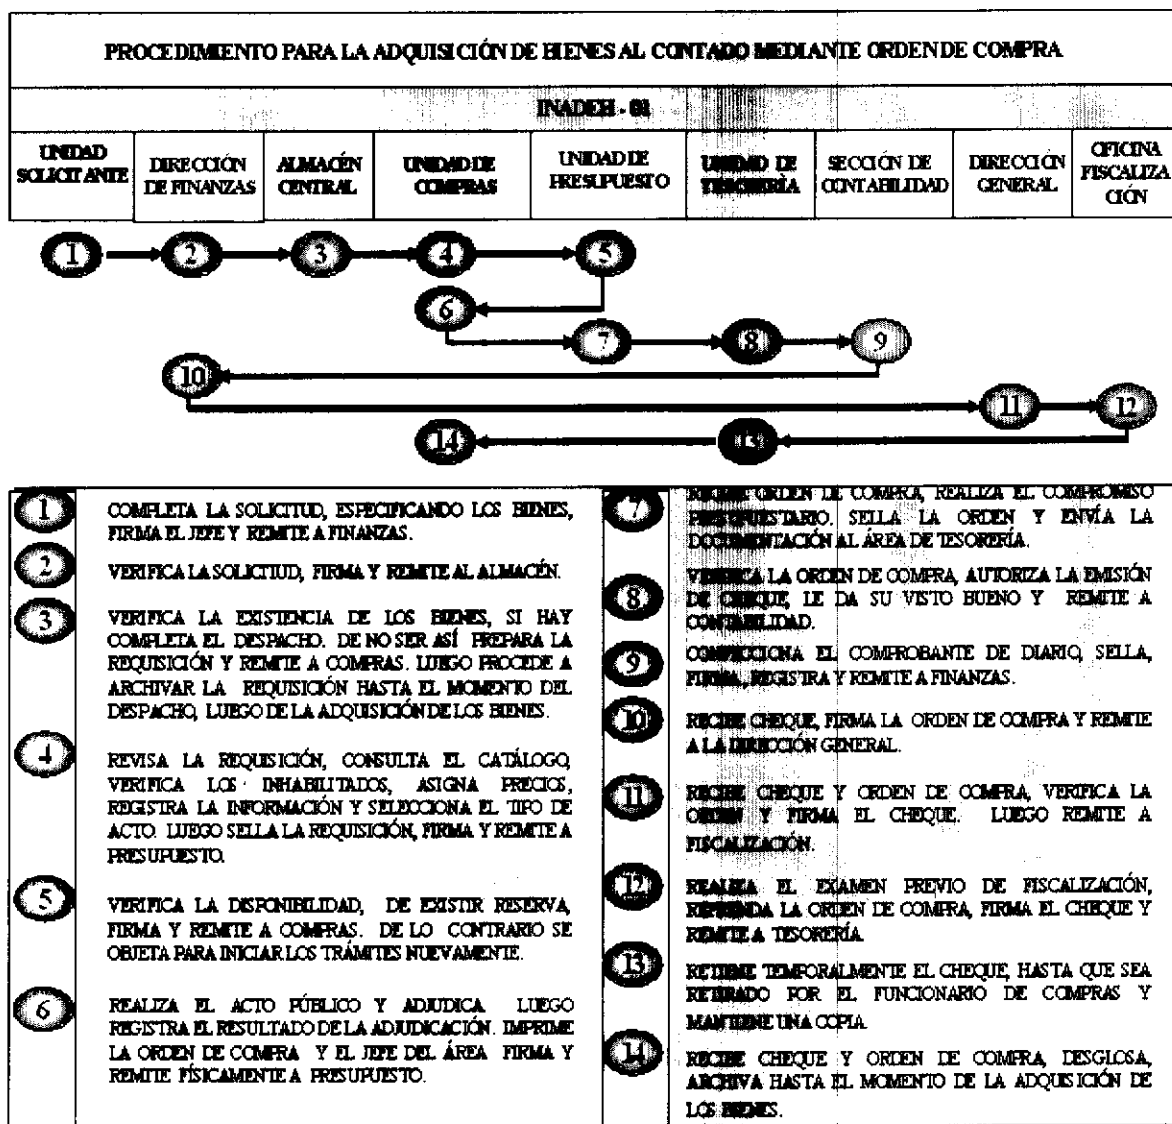 PROCEDIMIENTO PARA LA ADQUISICIÓN DE BIENES AL CONTADO MEDIANTE ORDEN DE COMPRA
INADEH - 01
UNIDAD SOLICITANTE
DIRECCIÓN DE FINANZAS
ALMACÉN CENTRAL
UNIDAD DE COMPRAS
UNIDAD DE PRESUPUESTO
UNIDAD DE TESORERÍA
SECCIÓN DE CONTABILIDAD
DIRECCIÓN GENERAL
OFICINA FISCALIZA CIÓN
1 2 3 4 5
6
7 8 9
10
11 12
14 13
1
COMPLETA LA SOLICITUD, ESPECIFICANDO LOS BIENES,
FIRMA EL JEFE Y REMITE A FINANZAS.
2
VERIFICA LA SOLICTIUD, FIRMA Y REMITE AL ALMACÉN.
3
VERIFICA LA EXISTENCIA DE LOS BIENES, SI HAY
COMPLETA EL DESPACHO. DE NO SER ASÍ PREPARA LA
REQUISICIÓN Y REMITE A COMPRAS. LUEGO PROCEDE A
ARCHIVAR LA REQUISICIÓN HASTA EL MOMENTO DEL
DESPACHO, LUEGO DE LA ADQUISICIÓN DE LOS BIENES.
4
REVISA LA REQUISICIÓN, CONSULTA EL CATÁLOGO,
VERIFICA LOS INHABILITADOS, ASIGNA PRECIOS,
REGISTRA LA INFORMACIÓN Y SELECCIONA EL TIPO DE
ACTO. LUEGO SELLA LA REQUISICIÓN, FIRMA Y REMITE A
PRESUPUESTO.
5
VERIFICA LA DISPONIBILIDAD, DE EXISTIR RESERVA,
FIRMA Y REMITE A COMPRAS. DE LO CONTRARIO SE
OBJETA PARA INICIAR LOS TRÁMITES NUEVAMENTE.
6
REALIZA EL ACTO PÚBLICO Y ADJUDICA LUEGO
REGISTRA EL RESULTADO DE LA ADJUDICACIÓN. IMPRIME
LA ORDEN DE COMPRA Y EL JEFE DEL ÁREA FIRMA Y
REMITE FÍSICAMENTE A PRESUPUESTO.
7
RECIBE ORDEN DE COMPRA, REALIZA EL COMPROMISO
PRESUPUESTARIO. SELLA LA ORDEN Y ENVÍA LA
DOCUMENTACIÓN AL ÁREA DE TESORERÍA.
8
VERIFICA LA ORDEN DE COMPRA, AUTORIZA LA EMISIÓN
DE CHEQUE, LE DA SU VISTO BUENO Y REMITE A
CONTABILIDAD.
9
CONFECCIONA EL COMPROBANTE DE DIARIO, SELLA,
FIRMA, REGISTRA Y REMITE A FINANZAS.
10
RECIBE CHEQUE, FIRMA LA ORDEN DE COMPRA Y REMITE
A LA DIRECCIÓN GENERAL.
11
RECIBE CHEQUE Y ORDEN DE COMPRA, VERIFICA LA
ORDEN Y FIRMA EL CHEQUE. LUEGO REMITE A
FISCALIZACIÓN.
12
REALIZA EL EXAMEN PREVIO DE FISCALIZACIÓN,
REFRENDA LA ORDEN DE COMPRA, FIRMA EL CHEQUE Y
REMITE A TESORERÍA.
13
RETIENE TEMPORALMENTE EL CHEQUE, HASTA QUE SEA
RETIRADO POR EL FUNCIONARIO DE COMPRAS Y
MANTIENE UNA COPIA.
14
RECIBE CHEQUE Y ORDEN DE COMPRA, DESGLOSA,
ARCHIVA HASTA EL MOMENTO DE LA ADQUISICIÓN DE
LOS BIENES.